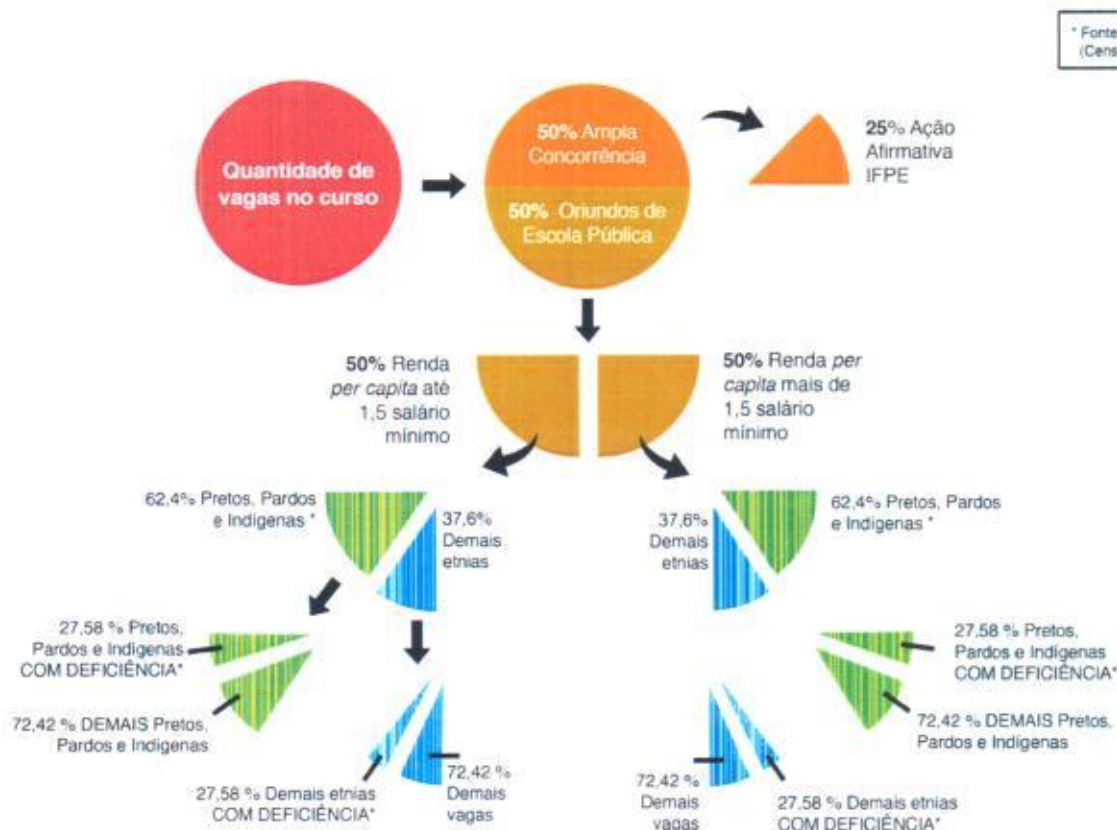 * Fonte
(Cens
Quantidade de
vagas no curso
50% Ampla
Concorrência
50% Oriundos de
Escola Pública
25% Ação
Afirmativa
IFPE
50% Renda
per capita até
1,5 salário
mínimo
50% Renda per
capita mais de
1,5 salário
mínimo
62,4% Pretos, Pardos
e Indígenas *
37,6%
Demais
etnias
37,6%
Demais
etnias
62,4% Pretos, Pardos
e Indígenas *
27,58 % Pretos,
Pardos e Indígenas
COM DEFICIÊNCIA*
72,42 % DEMAIS Pretos,
Pardos e Indígenas
27,58 % Demais etnias
COM DEFICIÊNCIA*
72,42 %
Demais
vagas
72,42 %
Demais
vagas
27,58 % Demais etnias
COM DEFICIÊNCIA*
27,58 % Pretos,
Pardos e Indígenas
COM DEFICIÊNCIA*
72,42 % DEMAIS Pretos,
Pardos e Indígenas